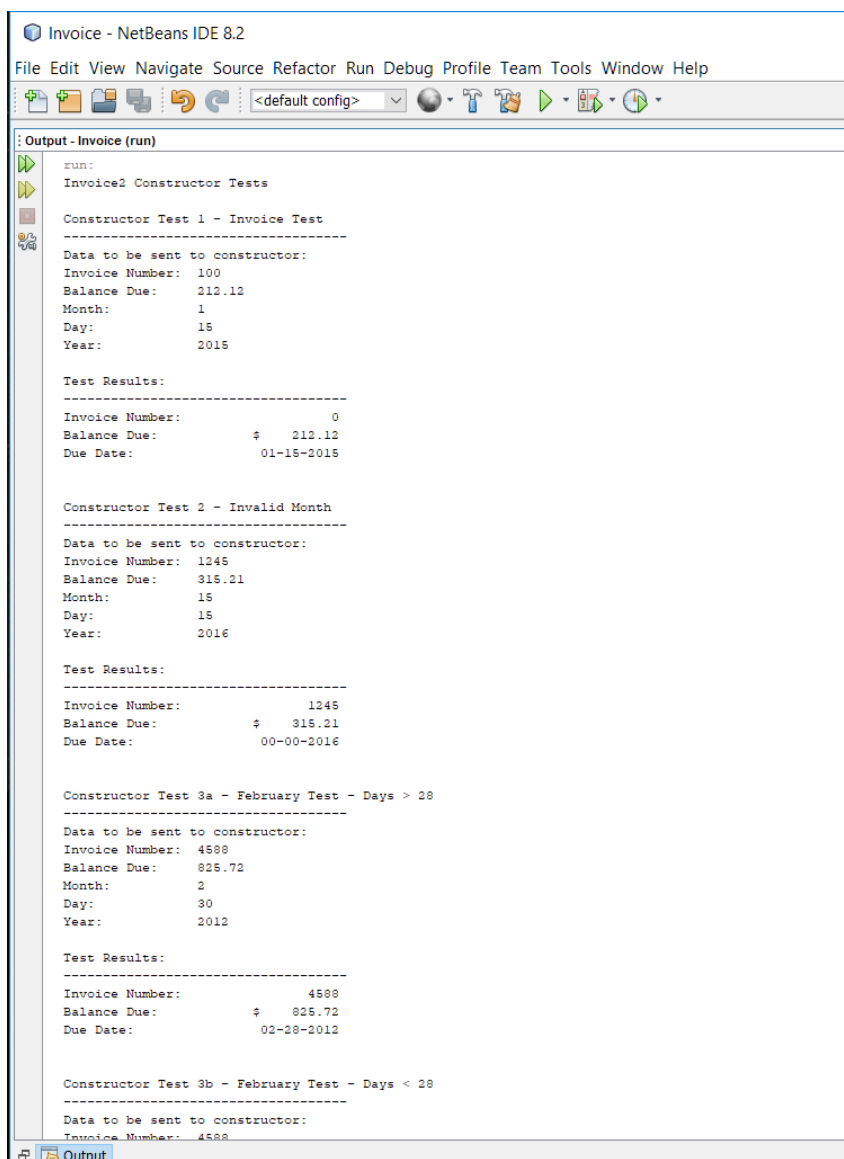 Invoice - NetBeans IDE 8.2
File Edit View Navigate Source Refactor Run Debug Profile Team Tools Window Help
<default config>
Output - Invoice (run)
run:
Invoice2 Constructor Tests
Constructor Test 1 - Invoice Test
------------------------------------
Data to be sent to constructor:
Invoice Number: 100
Balance Due: 212.12
Month: 1
Day: 15
Year: 2015
Test Results:
------------------------------------
Invoice Number: 0
Balance Due: $ 212.12
Due Date: 01-15-2015
Constructor Test 2 - Invalid Month
------------------------------------
Data to be sent to constructor:
Invoice Number: 1245
Balance Due: 315.21
Month: 15
Day: 15
Year: 2016
Test Results:
------------------------------------
Invoice Number: 1245
Balance Due: $ 315.21
Due Date: 00-00-2016
Constructor Test 3a - February Test - Days > 28
------------------------------------
Data to be sent to constructor:
Invoice Number: 4588
Balance Due: 825.72
Month: 2
Day: 30
Year: 2012
Test Results:
------------------------------------
Invoice Number: 4588
Balance Due: $ 825.72
Due Date: 02-28-2012
Constructor Test 3b - February Test - Days < 28
------------------------------------
Data to be sent to constructor:
Invoice Number: 4588
Output